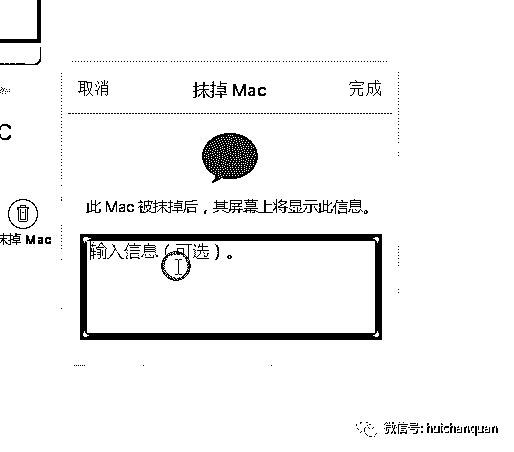 取消 抹掉 Mac 完成
C
此 Mac 被抹掉后，其屏幕上将显示此信息。
抹掉 Mac
输入信息（可选）。
微信号: huichanquan